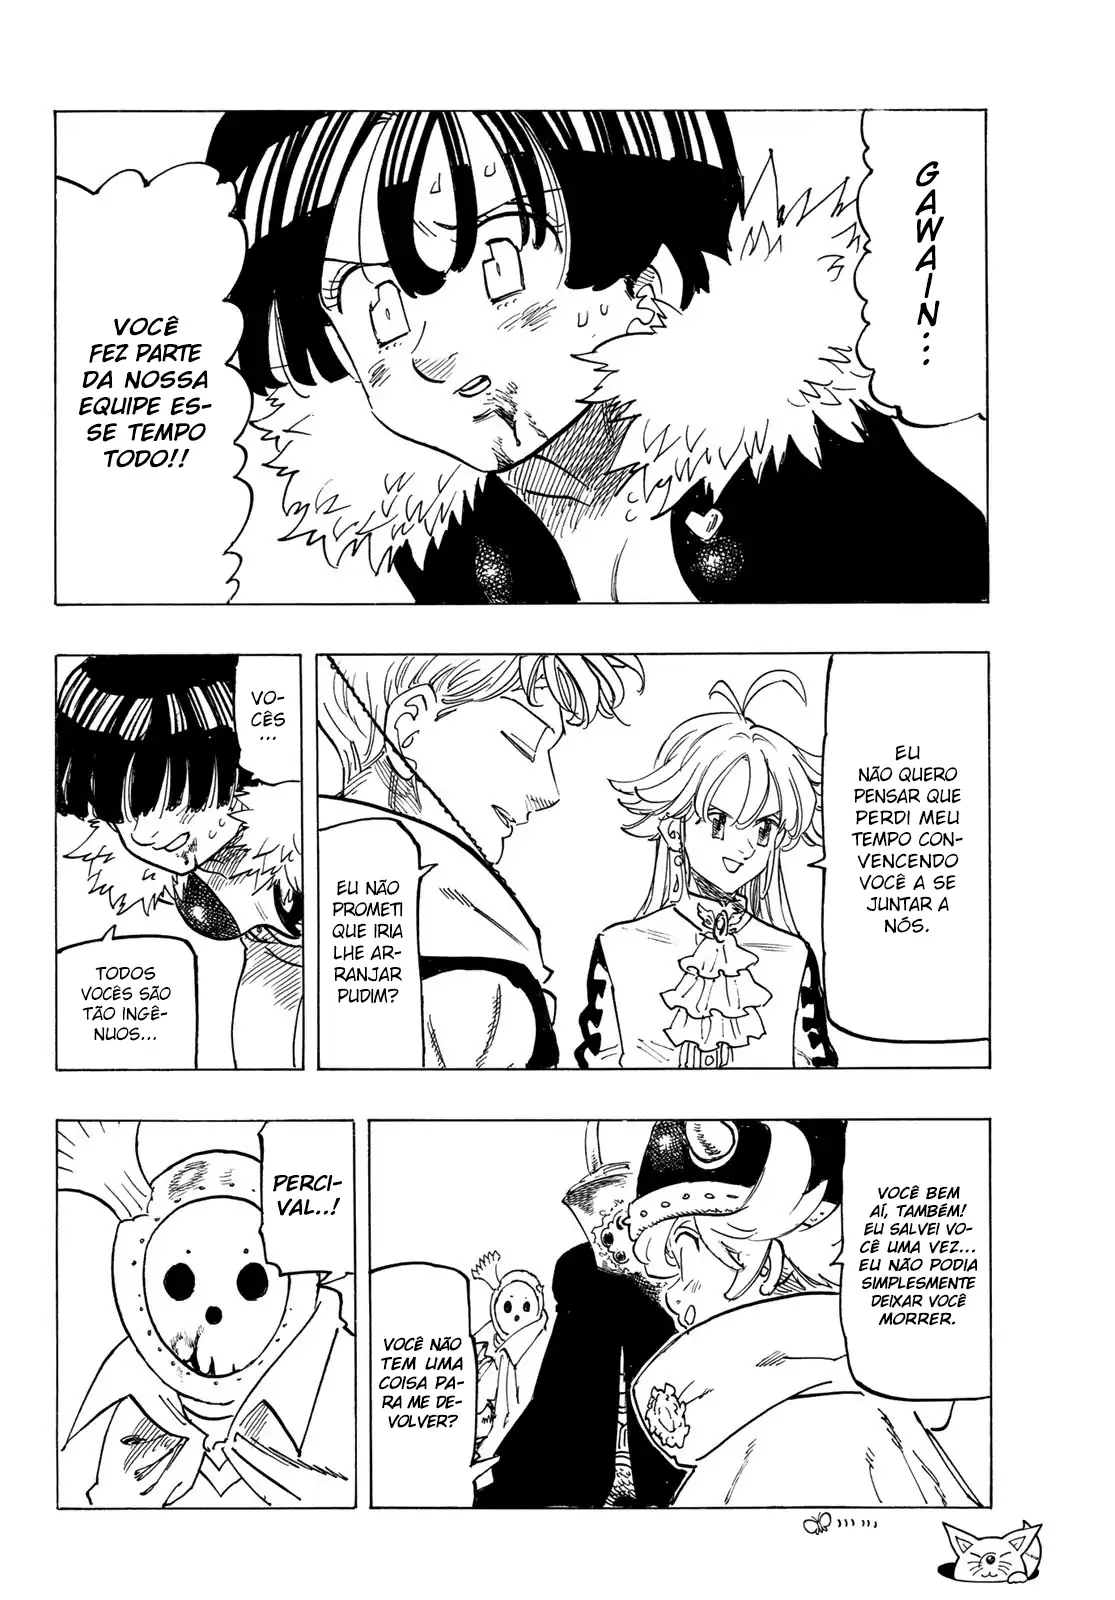 GAWAIN...
VOCÊ
FEZ PARTE
DA NOSSA
EQUIPE ES-
SE TEMPO
TODO!!
EU
NÃO QUERO
PENSAR QUE
PERDI MEU
TEMPO CON-
VENCENDO
VOCÊ A SE
JUNTAR A
NÓS.
EU NÃO
PROMETI
QUE IRIA
LHE AR-
RANJAR
PUDIM?
VO-
CÊS
...
TODOS
VOCÊS SÃO
TÃO INGÊ-
NUOS...
VOCÊ BEM
AÍ, TAMBÉM!
EU SALVEI VO-
CÊ UMA VEZ...
EU NÃO PODIA
SIMPLESMENTE
DEIXAR VOCÊ
MORRER.
VOCÊ NÃO
TEM UMA
COISA PA-
RA ME DE-
VOLVER?
PERCI-
VAL..!